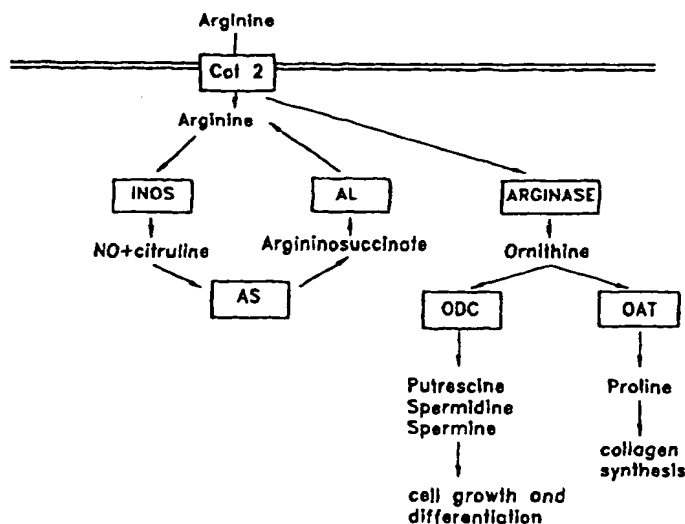 Arginine
Cat 2
Arginine
INOS
AL
ARGINASE
NO+citruline
Argininosuccinate
Ornithine
AS
ODC
OAT
Putrescine
Spermidine
Spermine
Proline
collagen
synthesis
cell growth and
differentiation